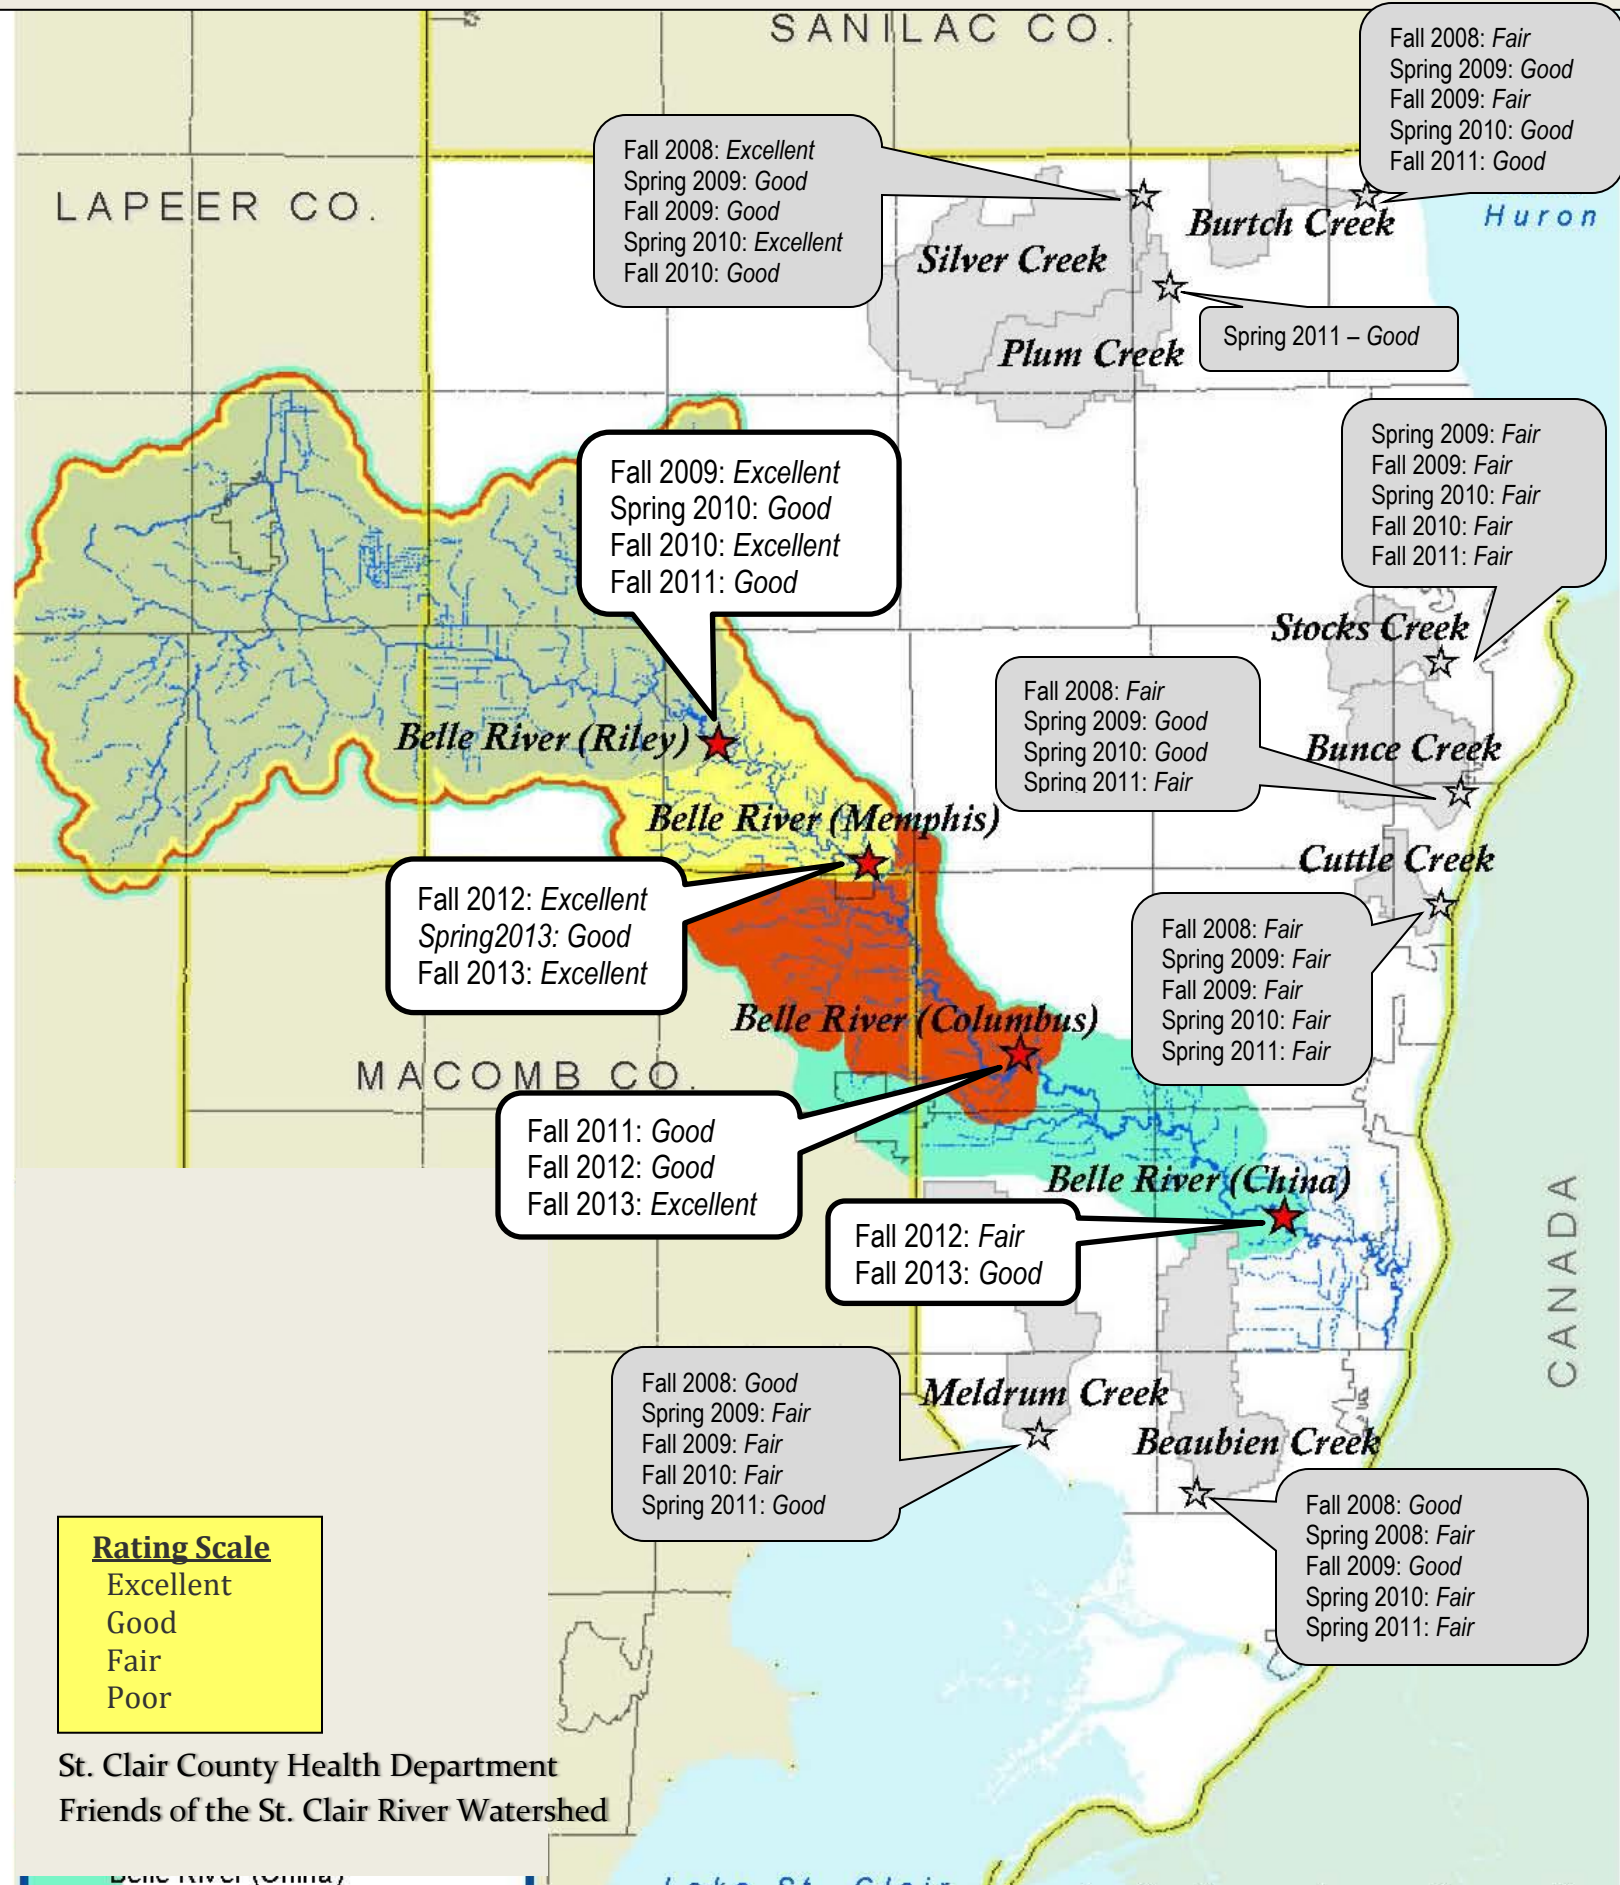 SANILAC CO.
Fall 2008: Fair
Spring 2009: Good
Fall 2009: Fair
Spring 2010: Good
Fall 2011: Good
Fall 2008: Excellent
Spring 2009: Good
Fall 2009: Good
Spring 2010: Excellent
Fall 2010: Good
LAPEER CO.
Huron
Burtch Creek
Silver Creek
Plum Creek
Spring 2011 – Good
Spring 2009: Fair
Fall 2009: Fair
Spring 2010: Fair
Fall 2010: Fair
Fall 2011: Fair
Fall 2009: Excellent
Spring 2010: Good
Fall 2010: Excellent
Fall 2011: Good
Stocks Creek
Fall 2008: Fair
Spring 2009: Good
Spring 2010: Good
Spring 2011: Fair
Belle River (Riley)
Bunce Creek
Belle River (Memphis)
Cuttle Creek
Fall 2012: Excellent
Spring2013: Good
Fall 2013: Excellent
Fall 2008: Fair
Spring 2009: Fair
Fall 2009: Fair
Spring 2010: Fair
Spring 2011: Fair
Belle River (Columbus)
MACOMB CO.
Fall 2011: Good
Fall 2012: Good
Fall 2013: Excellent
Belle River (China)
Fall 2012: Fair
Fall 2013: Good
CANADA
Fall 2008: Good
Spring 2009: Fair
Fall 2009: Fair
Fall 2010: Fair
Spring 2011: Good
Meldrum Creek
Beaubien Creek
Fall 2008: Good
Spring 2008: Fair
Fall 2009: Good
Spring 2010: Fair
Spring 2011: Fair
Rating Scale
Excellent
Good
Fair
Poor
St. Clair County Health Department
Friends of the St. Clair River Watershed
Belle River (China)
Lake St. Clair